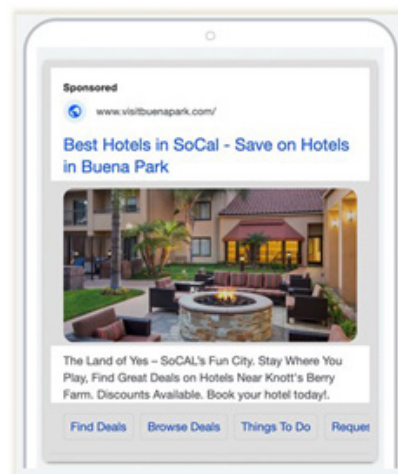 Sponsored
www.visitbuenapark.com/
Best Hotels in SoCal - Save on Hotels
in Buena Park
The Land of Yes – SoCAL's Fun City. Stay Where You
Play, Find Great Deals on Hotels Near Knott's Berry
Farm. Discounts Available. Book your hotel today!.
Find Deals Browse Deals Things To Do Reques